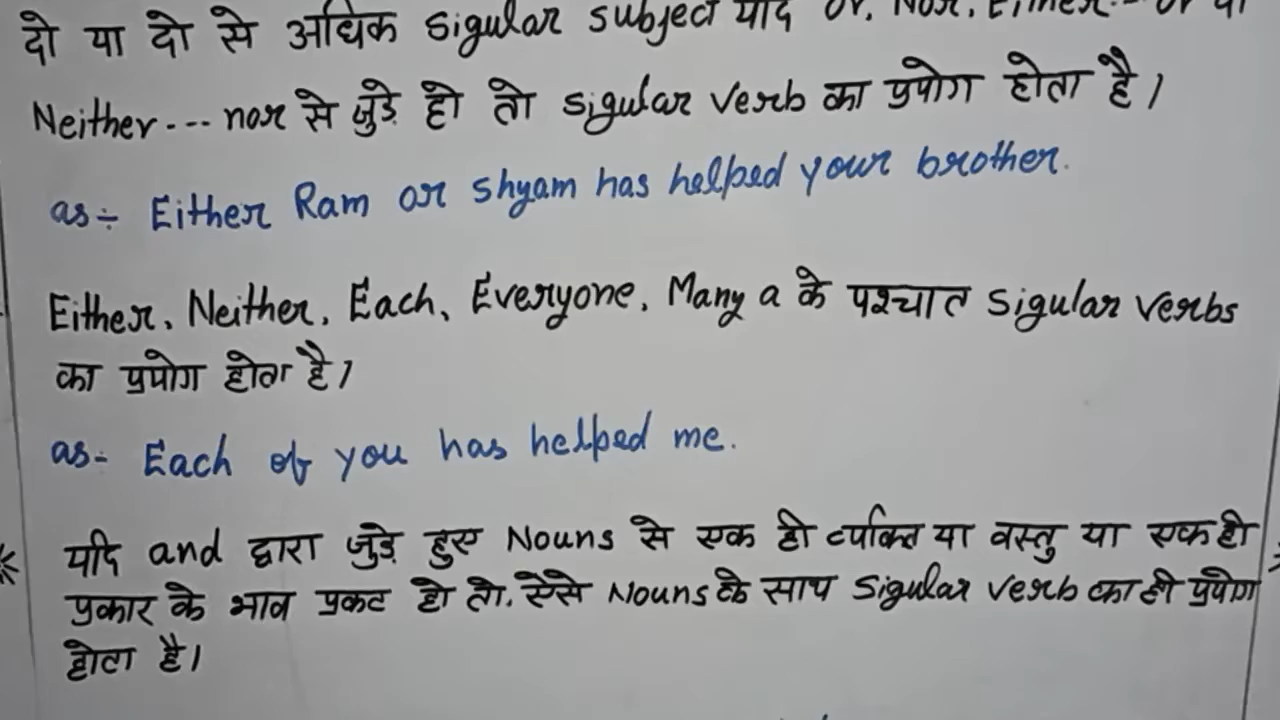 दो या दो से अधिक sigular subject यदि or, Nor, Either-- or या
Neither--- nor से जुड़े हो तो sigular verb का प्रयोग होता है।
as÷ Either Ram or shyam has helped your brother.
Either, Neither, Each, Everyone, Many a के पश्चात sigular verbs
का प्रयोग होता है।
as- Each of you has helped me.
यदि and द्वारा जुड़े हुए Nouns से एक ही व्यक्ति या वस्तु या एक ही
प्रकार के भाव प्रकट हो तो, ऐसे Nouns के साथ sigular verb का ही प्रयोग
होता है।